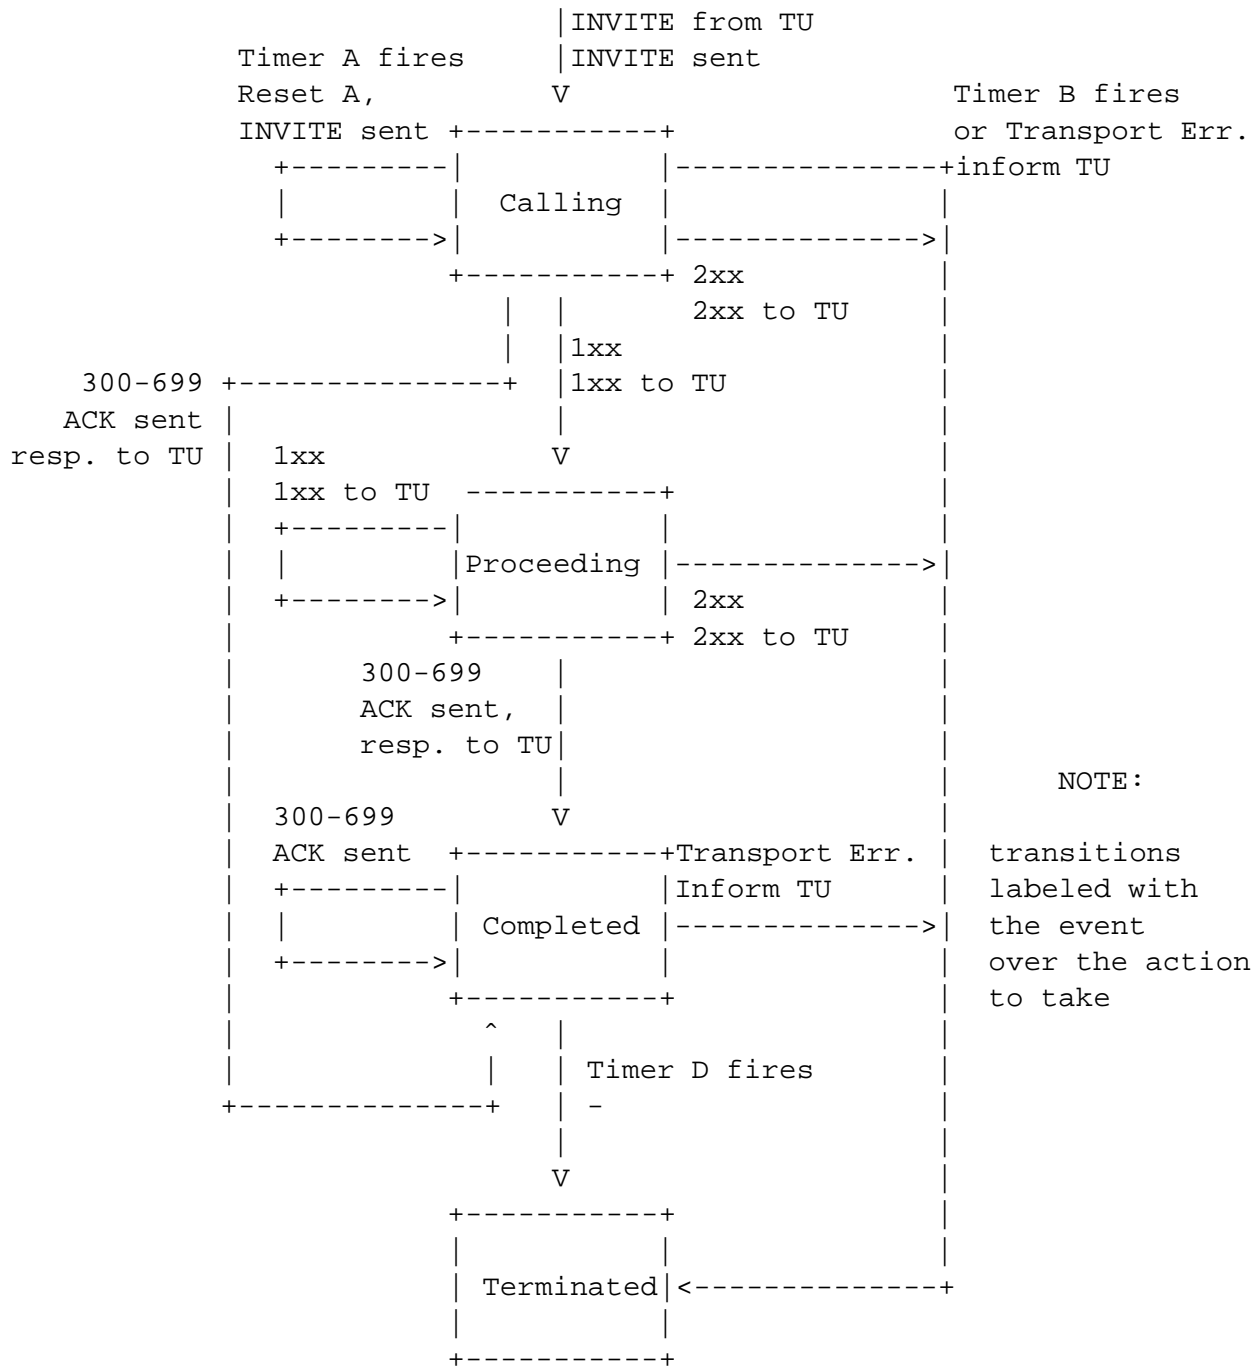 |INVITE from TU
Timer A fires     |INVITE sent
Reset A,          V                      Timer B fires
INVITE sent +-----------+                or Transport Err.
+---------|           |---------------+inform TU
|         |  Calling  |               |
+-------->|           |-------------->|
+-----------+ 2xx           |
|  |       2xx to TU     |
|  |1xx                  |
300-699 +---------------+  |1xx to TU            |
ACK sent |                  |                     |
resp. to TU |  1xx             V                     |
|  1xx to TU  -----------+               |
|  +---------|           |               |
|  |         |Proceeding |-------------->|
|  +-------->|           | 2xx           |
|            +-----------+ 2xx to TU     |
|       300-699    |                     |
|       ACK sent,  |                     |
|       resp. to TU|                     |
|                  |                     |      NOTE:
|  300-699         V                     |
|  ACK sent  +-----------+Transport Err. |  transitions
|  +---------|           |Inform TU      |  labeled with
|  |         | Completed |-------------->|  the event
|  +-------->|           |               |  over the action
|            +-----------+               |  to take
|              ^   |                     |
|              |   | Timer D fires       |
+--------------+   | -                   |
|                     |
V                     |
+-----------+               |
|           |               |
| Terminated|<--------------+
|           |
+-----------+